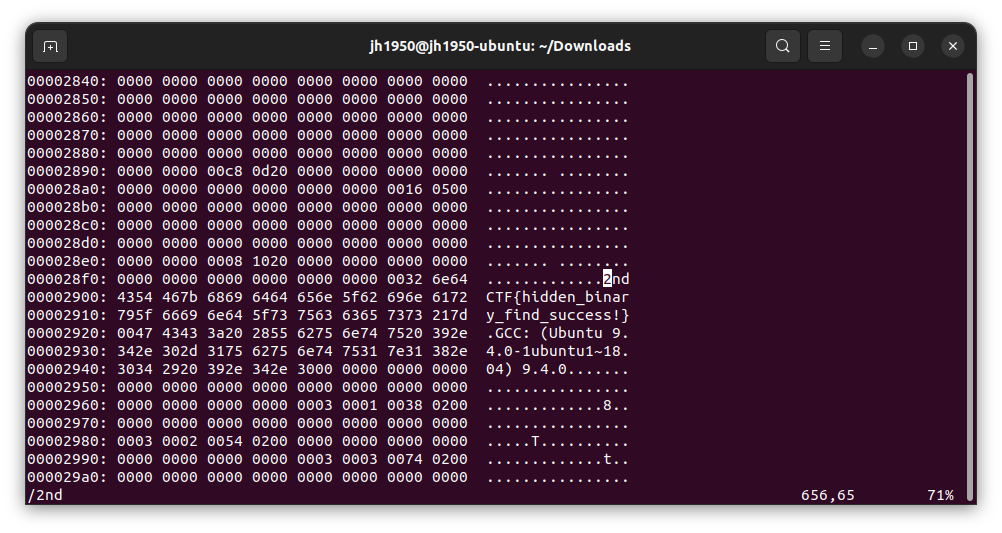 jh1950@jh1950-ubuntu: ~/Downloads
00002840: 0000 0000 0000 0000 0000 0000 0000 0000  ................
00002850: 0000 0000 0000 0000 0000 0000 0000 0000  ................
00002860: 0000 0000 0000 0000 0000 0000 0000 0000  ................
00002870: 0000 0000 0000 0000 0000 0000 0000 0000  ................
00002880: 0000 0000 0000 0000 0000 0000 0000 0000  ................
00002890: 0000 0000 00c8 0d20 0000 0000 0000 0000  ....... ........
000028a0: 0000 0000 0000 0000 0000 0000 0016 0500  ................
000028b0: 0000 0000 0000 0000 0000 0000 0000 0000  ................
000028c0: 0000 0000 0000 0000 0000 0000 0000 0000  ................
000028d0: 0000 0000 0000 0000 0000 0000 0000 0000  ................
000028e0: 0000 0000 0008 1020 0000 0000 0000 0000  ....... ........
000028f0: 0000 0000 0000 0000 0000 0000 0032 6e64  .............2nd
00002900: 4354 467b 6869 6464 656e 5f62 696e 6172  CTF{hidden_binar
00002910: 795f 6669 6e64 5f73 7563 6365 7373 217d  y_find_success!}
00002920: 0047 4343 3a20 2855 6275 6e74 7520 392e  .GCC: (Ubuntu 9.
00002930: 342e 302d 3175 6275 6e74 7531 7e31 382e  4.0-1ubuntu1~18.
00002940: 3034 2920 392e 342e 3000 0000 0000 0000  04) 9.4.0.......
00002950: 0000 0000 0000 0000 0000 0000 0000 0000  ................
00002960: 0000 0000 0000 0000 0003 0001 0038 0200  .............8..
00002970: 0000 0000 0000 0000 0000 0000 0000 0000  ................
00002980: 0003 0002 0054 0200 0000 0000 0000 0000  .....T..........
00002990: 0000 0000 0000 0000 0003 0003 0074 0200  .............t..
000029a0: 0000 0000 0000 0000 0000 0000 0000 0000  ................
/2nd 656,65 71%